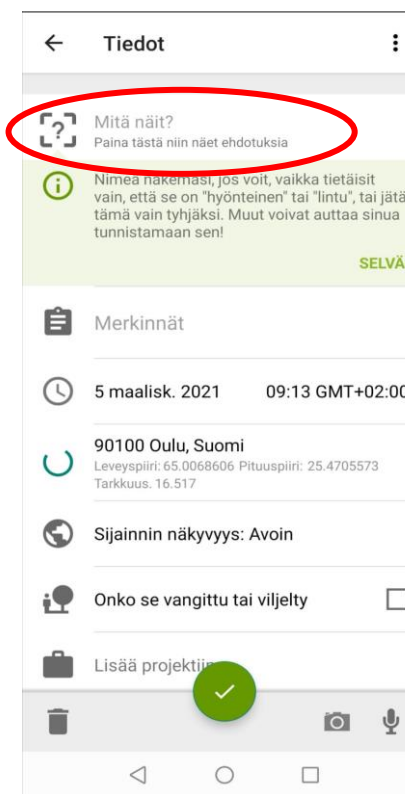 Tiedot
Mitä näit?
Paina tästä niin näet ehdotuksia
Nimeä näkemäsi, jos voit, vaikka tietäisit
vain, että se on "hyönteinen" tai "lintu", tai jätä
tämä vain tyhjäksi. Muut voivat auttaa sinua
tunnistamaan sen!
SELVÄ
Merkinnät
5 maalisk. 2021 09:13 GMT+02:00
90100 Oulu, Suomi
Leveyspiiri: 65.0068606 Pituuspiiri: 25.4705573
Tarkkuus. 16.517
Sijainnin näkyvyys: Avoin
Onko se vangittu tai viljelty
Lisää projektiin